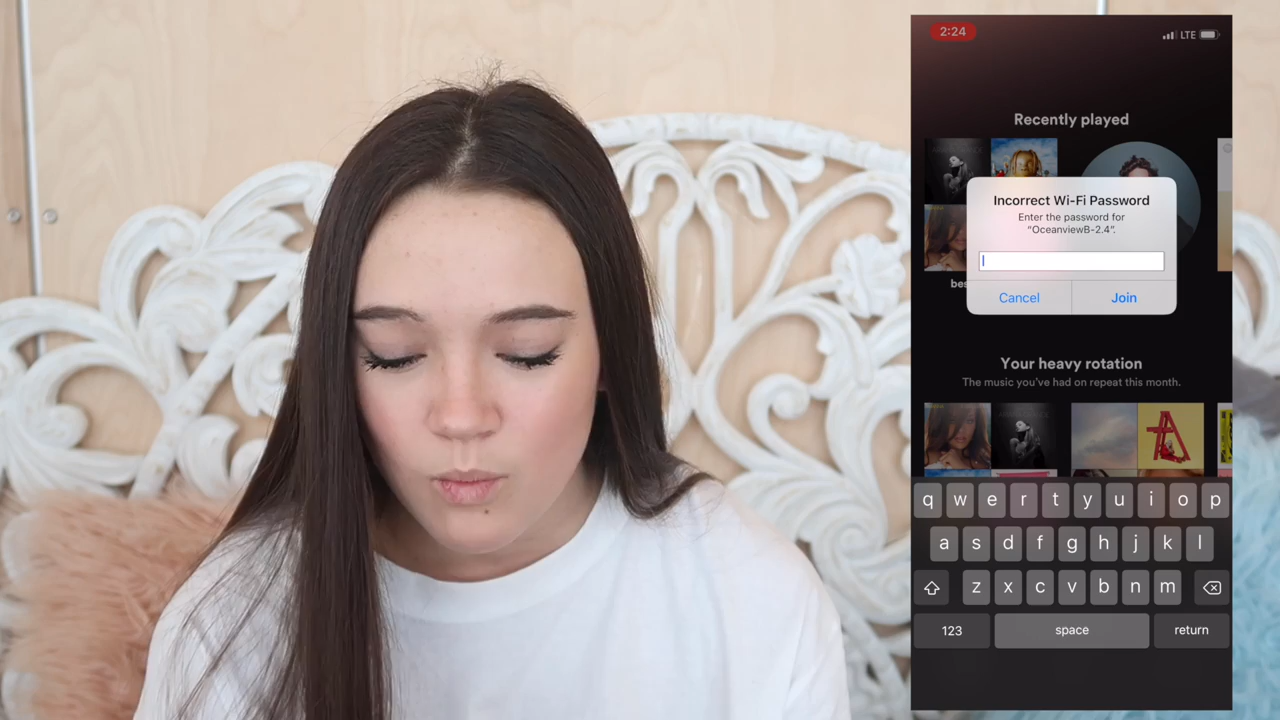 2:24
LTE
Recently played
Incorrect Wi-Fi Password
Enter the password for
“OceanviewB-2.4”.
Cancel
Join
bes
Your heavy rotation
The music you've had on repeat this month.
q w e r t y u i o p
a s d f g h j k l
z x c v b n m
123 space return